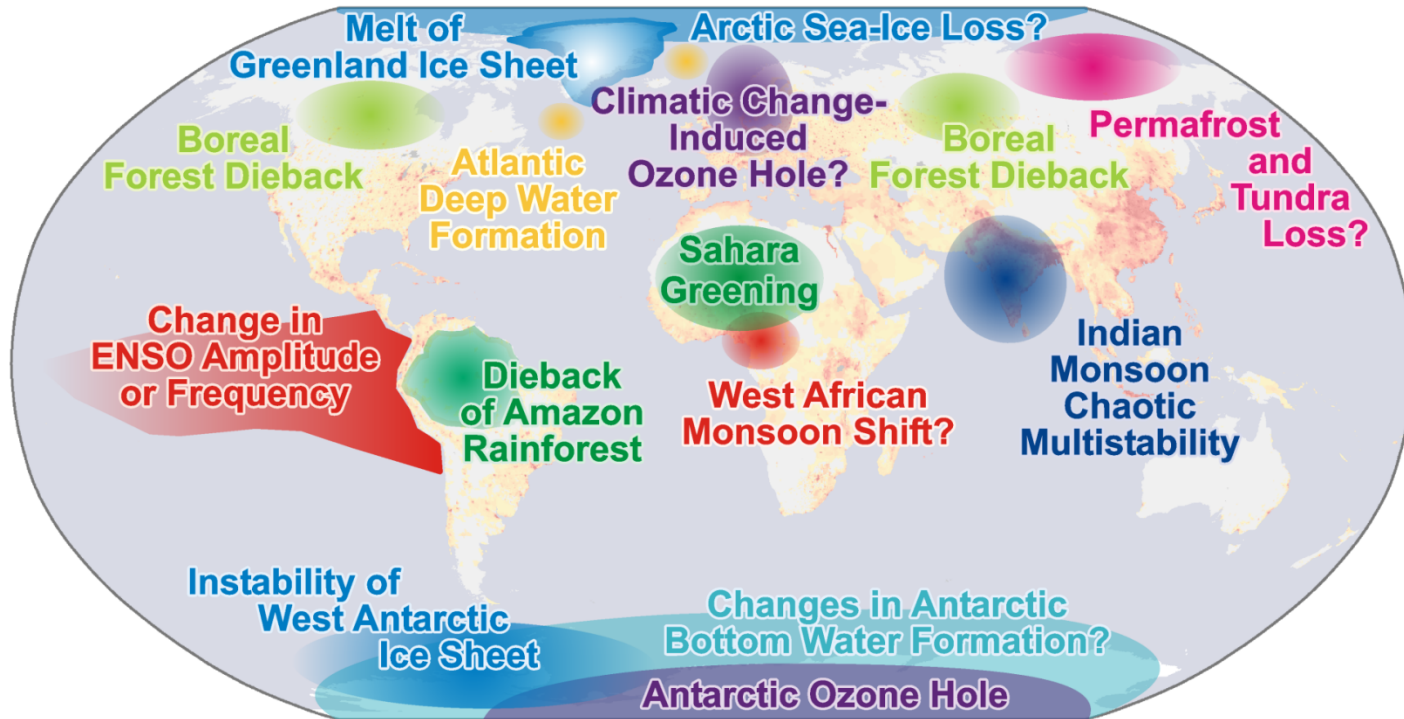 Melt of
Greenland Ice Sheet
Arctic Sea-Ice Loss?
Climatic Change-
Induced
Ozone Hole?
Boreal
Forest Dieback
Atlantic
Deep Water
Formation
Boreal
Forest Dieback
Permafrost
and
Tundra
Loss?
Sahara
Greening
Change in
ENSO Amplitude
or Frequency
Dieback
of Amazon
Rainforest
West African
Monsoon Shift?
Indian
Monsoon
Chaotic
Multistability
Instability of
West Antarctic
Ice Sheet
Changes in Antarctic
Bottom Water Formation?
Antarctic Ozone Hole